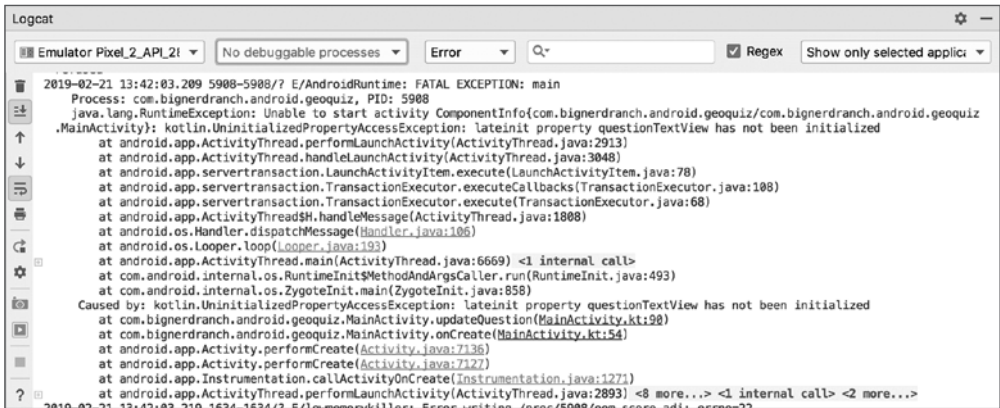 Logcat
Emulator Pixel_2_API_28 No debuggable processes Error Regex Show only selected applica
2019-02-21 13:42:03.209 5908-5908/? E/AndroidRuntime: FATAL EXCEPTION: main
Process: com.bignerdranch.android.geoquiz, PID: 5908
java.lang.RuntimeException: Unable to start activity ComponentInfo{com.bignerdranch.android.geoquiz/com.bignerdranch.android.geoquiz
.MainActivity}: kotlin.UninitializedPropertyAccessException: lateinit property questionTextView has not been initialized
at android.app.ActivityThread.performLaunchActivity(ActivityThread.java:2913)
at android.app.ActivityThread.handleLaunchActivity(ActivityThread.java:3048)
at android.app.servertransaction.LaunchActivityItem.execute(LaunchActivityItem.java:78)
at android.app.servertransaction.TransactionExecutor.executeCallbacks(TransactionExecutor.java:108)
at android.app.servertransaction.TransactionExecutor.execute(TransactionExecutor.java:68)
at android.app.ActivityThread$H.handleMessage(ActivityThread.java:1808)
at android.os.Handler.dispatchMessage(Handler.java:106)
at android.os.Looper.loop(Looper.java:193)
at android.app.ActivityThread.main(ActivityThread.java:6669) <1 internal call>
at com.android.internal.os.RuntimeInit$MethodAndArgsCaller.run(RuntimeInit.java:493)
at com.android.internal.os.ZygoteInit.main(ZygoteInit.java:858)
Caused by: kotlin.UninitializedPropertyAccessException: lateinit property questionTextView has not been initialized
at com.bignerdranch.android.geoquiz.MainActivity.updateQuestion(MainActivity.kt:90)
at com.bignerdranch.android.geoquiz.MainActivity.onCreate(MainActivity.kt:54)
at android.app.Activity.performCreate(Activity.java:7136)
at android.app.Activity.performCreate(Activity.java:7127)
at android.app.Instrumentation.callActivityOnCreate(Instrumentation.java:1271)
at android.app.ActivityThread.performLaunchActivity(ActivityThread.java:2893) <8 more...> <1 internal call> <2 more...>